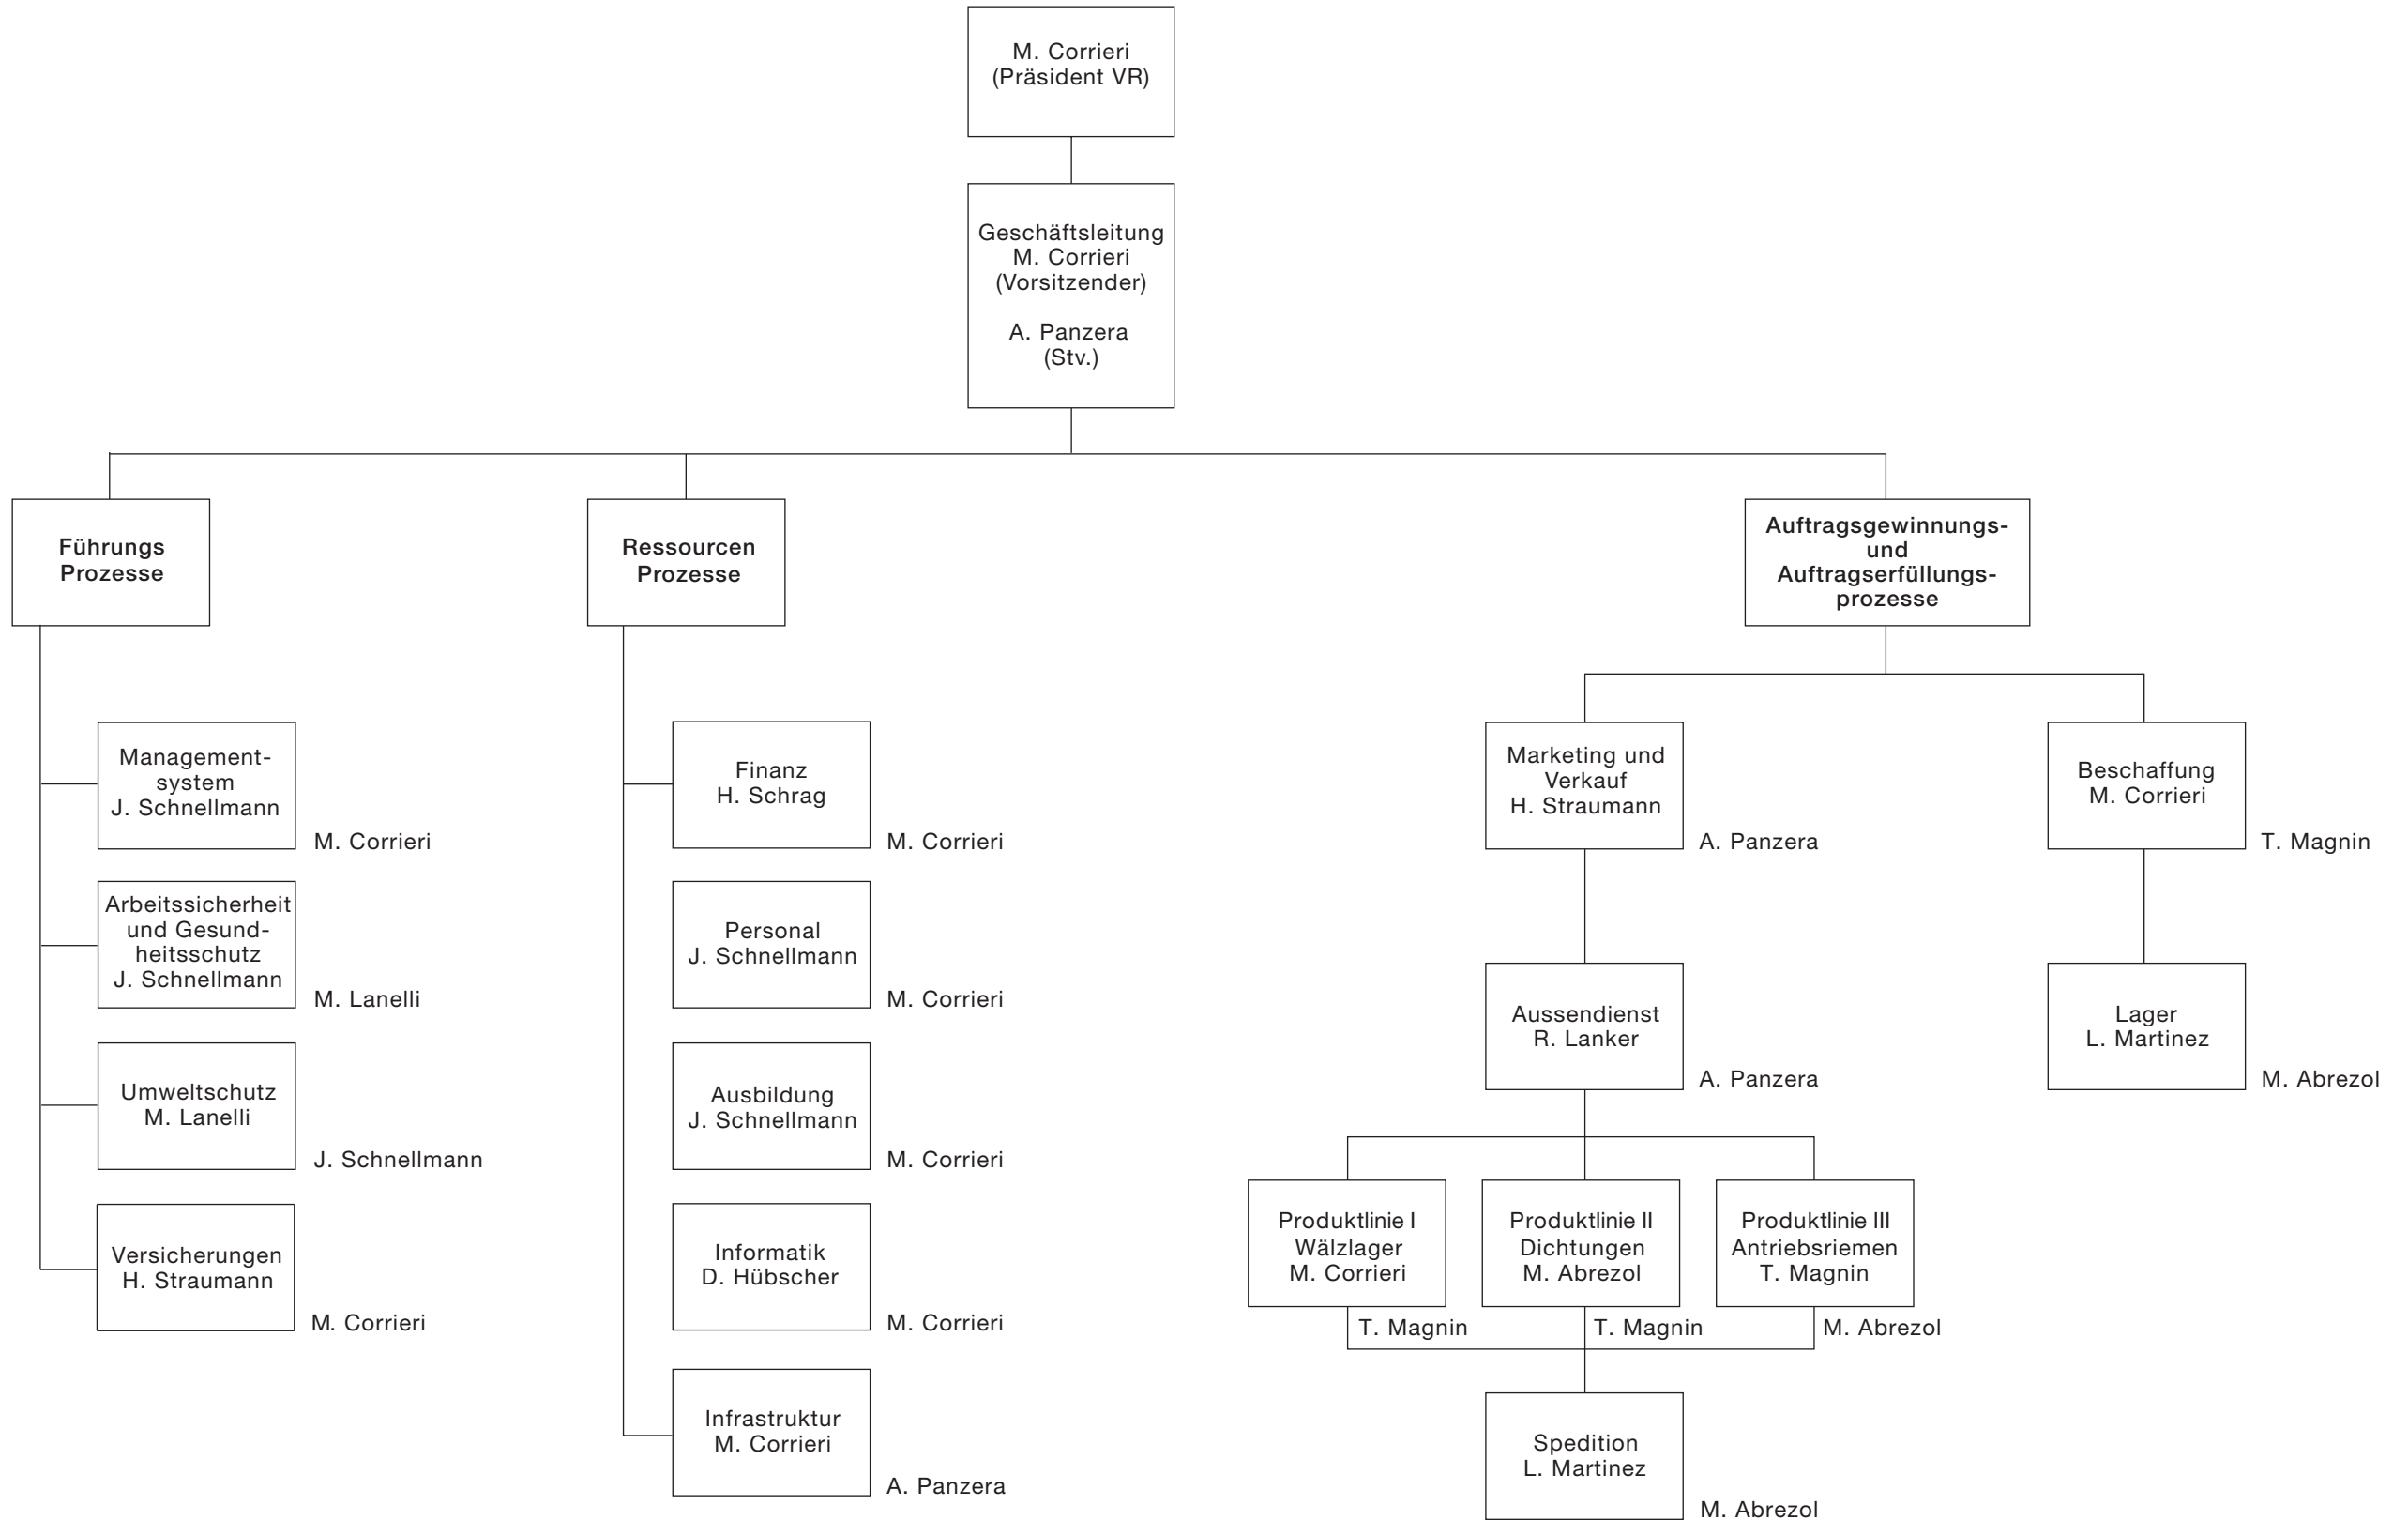 M. Corrieri
(Präsident VR)
Geschäftsleitung
M. Corrieri
(Vorsitzender)
A. Panzera
(Stv.)
Führungs
Prozesse
Ressourcen
Prozesse
Auftragsgewinnungs-
und
Auftragserfüllungs-
prozesse
Management-
system
J. Schnellmann
M. Corrieri
Arbeitssicherheit
und Gesund-
heitsschutz
J. Schnellmann
M. Lanelli
Umweltschutz
M. Lanelli
J. Schnellmann
Versicherungen
H. Straumann
M. Corrieri
Finanz
H. Schrag
M. Corrieri
Personal
J. Schnellmann
M. Corrieri
Ausbildung
J. Schnellmann
M. Corrieri
Informatik
D. Hübscher
M. Corrieri
Infrastruktur
M. Corrieri
A. Panzera
Marketing und
Verkauf
H. Straumann
A. Panzera
Beschaffung
M. Corrieri
T. Magnin
Aussendienst
R. Lanker
A. Panzera
Lager
L. Martinez
M. Abrezol
Produktlinie I
Wälzlager
M. Corrieri
T. Magnin
Produktlinie II
Dichtungen
M. Abrezol
T. Magnin
Produktlinie III
Antriebsriemen
T. Magnin
M. Abrezol
Spedition
L. Martinez
M. Abrezol